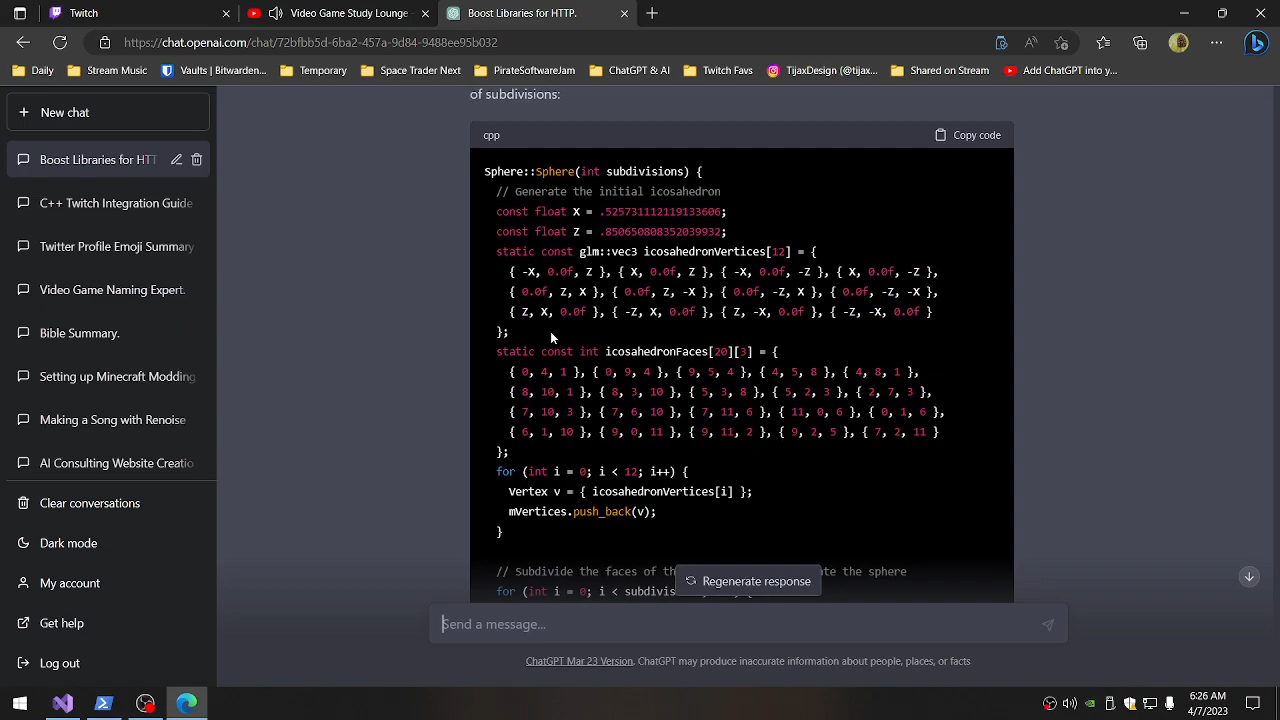 Twitch
Video Game Study Lounge
Boost Libraries for HTTP.
https://chat.openai.com/chat/72bfbb5d-6ba2-457a-9d84-9488ee95b032
Daily
Stream Music
Vaults | Bitwarden...
Temporary
Space Trader Next
PirateSoftwareJam
ChatGPT & AI
Twitch Favs
TijaxDesign (@tijax...
Shared on Stream
Add ChatGPT into y...
New chat
Boost Libraries for HTT
C++ Twitch Integration Guide
Twitter Profile Emoji Summary
Video Game Naming Expert.
Bible Summary.
Setting up Minecraft Modding
Making a Song with Renoise
AI Consulting Website Creatio
Clear conversations
Dark mode
My account
Get help
Log out
of subdivisions:
cpp
Copy code
Sphere::Sphere(int subdivisions) {
// Generate the initial icosahedron
const float X = .525731112119133606;
const float Z = .850650808352039932;
static const glm::vec3 icosahedronVertices[12] = {
{ -X, 0.0f, Z }, { X, 0.0f, Z }, { -X, 0.0f, -Z }, { X, 0.0f, -Z },
{ 0.0f, Z, X }, { 0.0f, Z, -X }, { 0.0f, -Z, X }, { 0.0f, -Z, -X },
{ Z, X, 0.0f }, { -Z, X, 0.0f }, { Z, -X, 0.0f }, { -Z, -X, 0.0f }
};
static const int icosahedronFaces[20][3] = {
{ 0, 4, 1 }, { 0, 9, 4 }, { 9, 5, 4 }, { 4, 5, 8 }, { 4, 8, 1 },
{ 8, 10, 1 }, { 8, 3, 10 }, { 5, 3, 8 }, { 5, 2, 3 }, { 2, 7, 3 },
{ 7, 10, 3 }, { 7, 6, 10 }, { 7, 11, 6 }, { 11, 0, 6 }, { 0, 1, 6 },
{ 6, 1, 10 }, { 9, 0, 11 }, { 9, 11, 2 }, { 9, 2, 5 }, { 7, 2, 11 }
};
for (int i = 0; i < 12; i++) {
Vertex v = { icosahedronVertices[i] };
mVertices.push_back(v);
}
// Subdivide the faces of th
te the sphere
for (int i = 0; i < subdivis
Regenerate response
Send a message...
ChatGPT Mar 23 Version. ChatGPT may produce inaccurate information about people, places, or facts
6:26 AM
4/7/2023